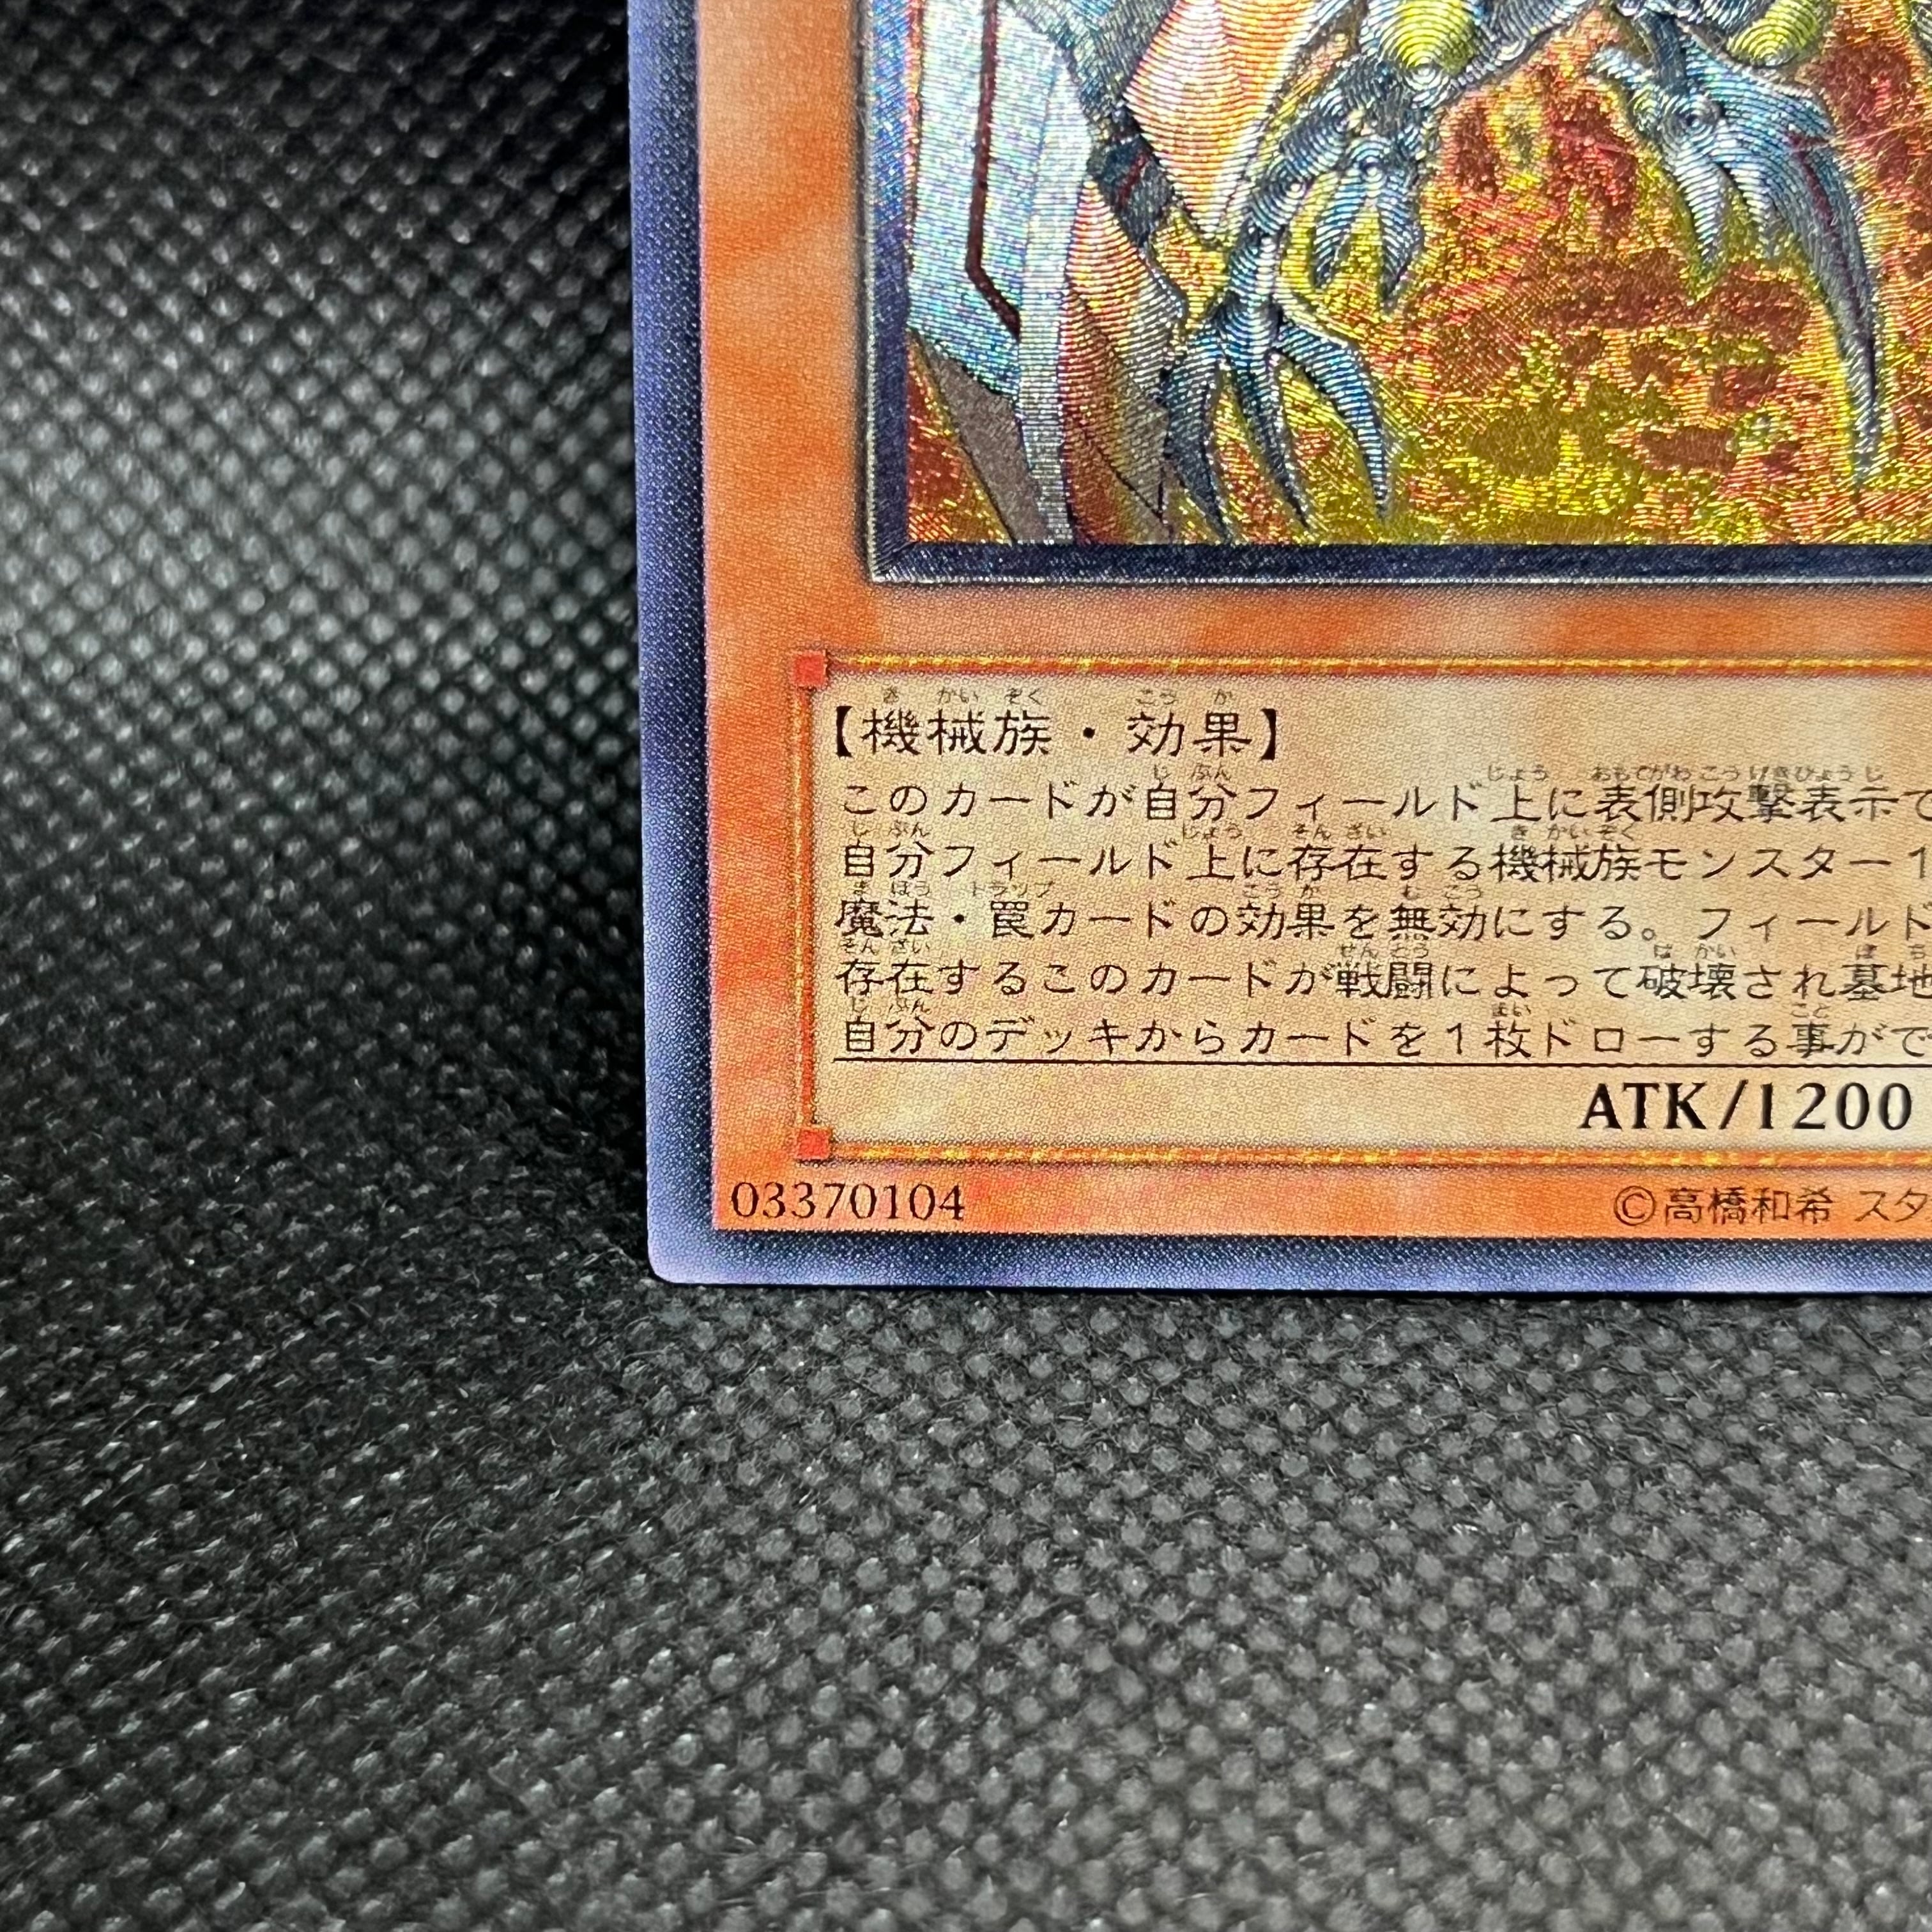 【機械族・効果】
このカードが自分フィールド上に表側攻撃表示で
自分フィールド上に存在する機械族モンスター1
魔法・罠カードの効果を無効にする。フィールド
存在するこのカードが戦闘によって破壊され墓地
自分のデッキからカードを1枚ドローする事がで
ATK/1200
03370104 ©高橋和希 スタ